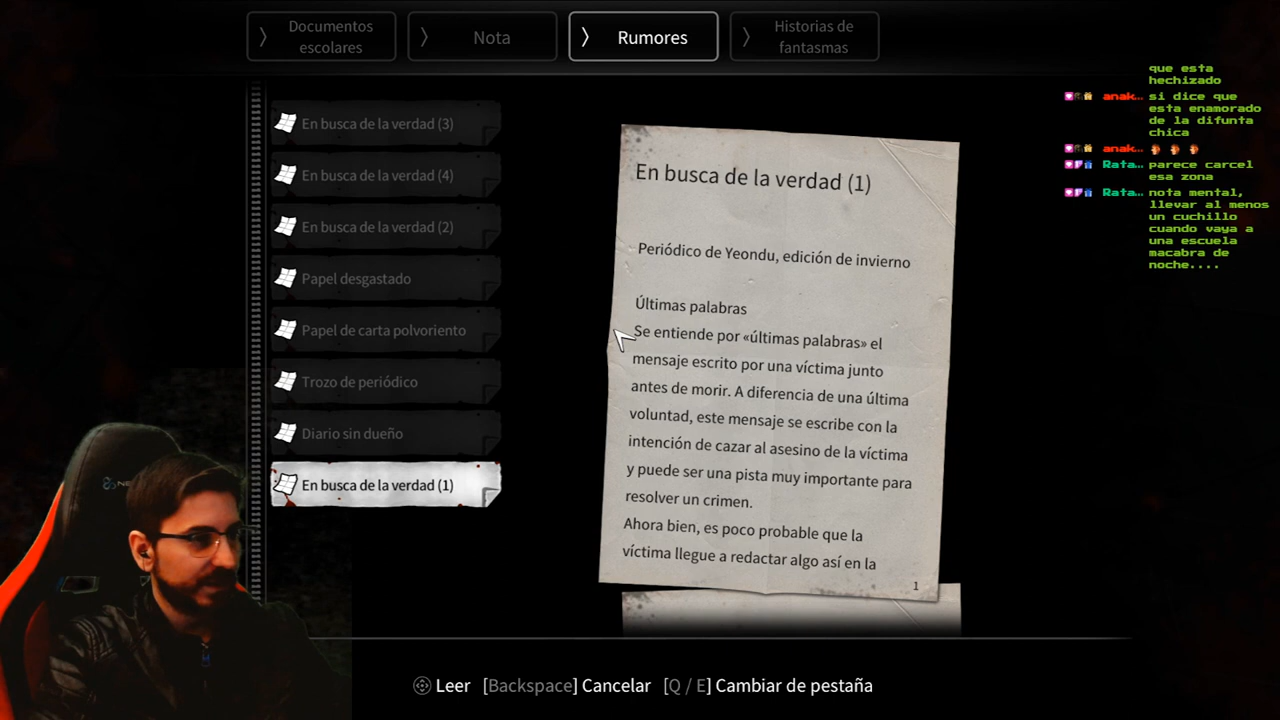 Documentos
escolares
Nota
Rumores
Historias de
fantasmas
En busca de la verdad (3)
En busca de la verdad (4)
En busca de la verdad (2)
Papel desgastado
Papel de carta polvoriento
Trozo de periódico
Diario sin dueño
En busca de la verdad (1)
En busca de la verdad (1)
Periódico de Yeondu, edición de invierno
Últimas palabras
Se entiende por «últimas palabras» el
mensaje escrito por una víctima junto
antes de morir. A diferencia de una última
voluntad, este mensaje se escribe con la
intención de cazar al asesino de la víctima
y puede ser una pista muy importante para
resolver un crimen.
Ahora bien, es poco probable que la
víctima llegue a redactar algo así en la
1
que esta
hechizado
anak... si dice que
esta enamorado
de la difunta
chica
anak...
Rata... parece carcel
esa zona
Rata... nota mental,
llevar al menos
un cuchillo
cuando vaya a
una escuela
macabra de
noche....
Leer [Backspace] Cancelar [Q / E] Cambiar de pestaña